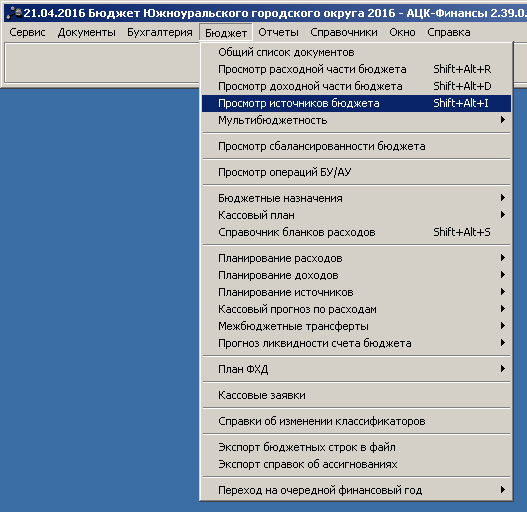 21.04.2016 Бюджет Южноуральского городского округа 2016 - АЦК-Финансы 2.39.0.
Сервис Документы Бухгалтерия Бюджет Отчеты Справочники Окно Справка
Общий список документов
Просмотр расходной части бюджета Shift+Alt+R
Просмотр доходной части бюджета Shift+Alt+D
Просмотр источников бюджета Shift+Alt+I
Мультибюджетность
Просмотр сбалансированности бюджета
Просмотр операций БУ/АУ
Бюджетные назначения
Кассовый план
Справочник бланков расходов Shift+Alt+S
Планирование расходов
Планирование доходов
Планирование источников
Кассовый прогноз по расходам
Межбюджетные трансферты
Прогноз ликвидности счета бюджета
План ФХД
Кассовые заявки
Справки об изменении классификаторов
Экспорт бюджетных строк в файл
Экспорт справок об ассигнованиях
Переход на очередной финансовый год